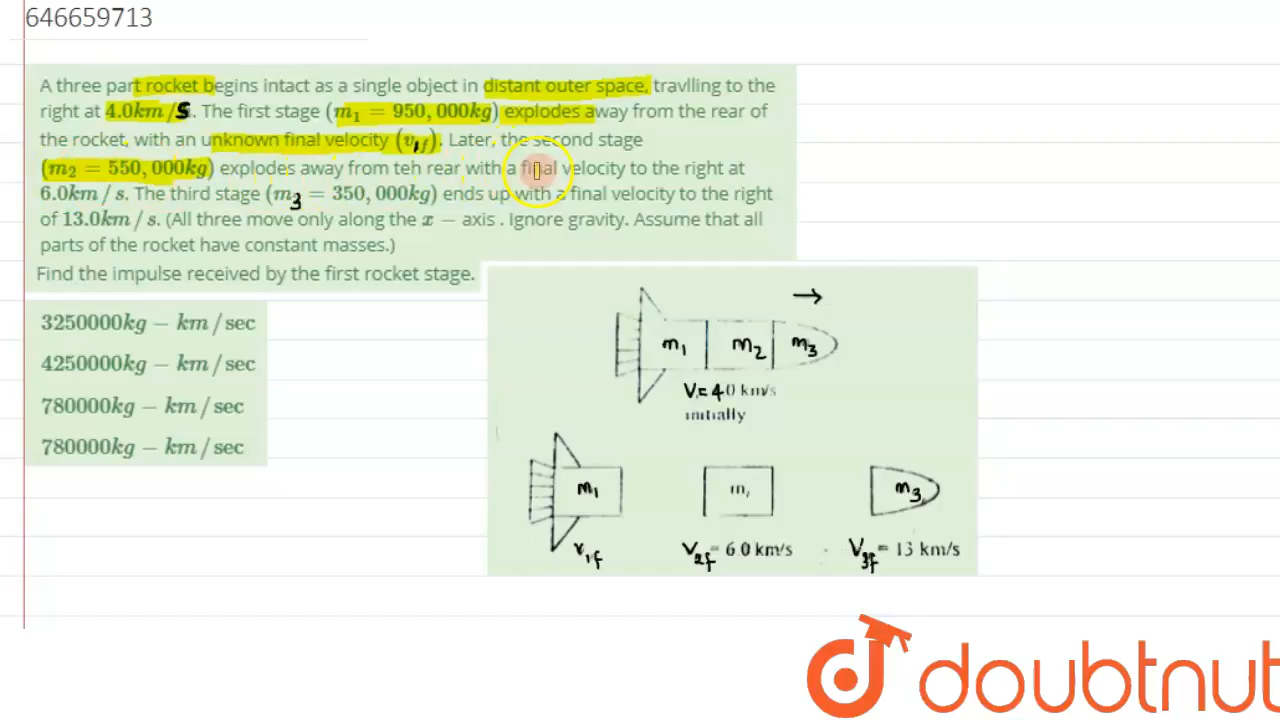 646659713
A three part rocket begins intact as a single object in distant outer space, travlling to the
right at 4.0km/S. The first stage (m₁ = 950, 000kg) explodes away from the rear of
the rocket, with an unknown final velocity (v₁f). Later, the second stage
(m₂ = 550, 000kg) explodes away from teh rear with a final velocity to the right at
6.0km/s. The third stage (m₃ = 350, 000kg) ends up with a final velocity to the right
of 13.0km/s. (All three move only along the x − axis . Ignore gravity. Assume that all
parts of the rocket have constant masses.)
Find the impulse received by the first rocket stage.
3250000kg − km/sec
4250000kg − km/sec
780000kg − km/sec
780000kg − km/sec
m₁ m₂ m₃
V = 40 km/s
initially
m₁ m, m₃
v₁f V₂f = 6.0 km/s V₃f = 13 km/s
doubtnut